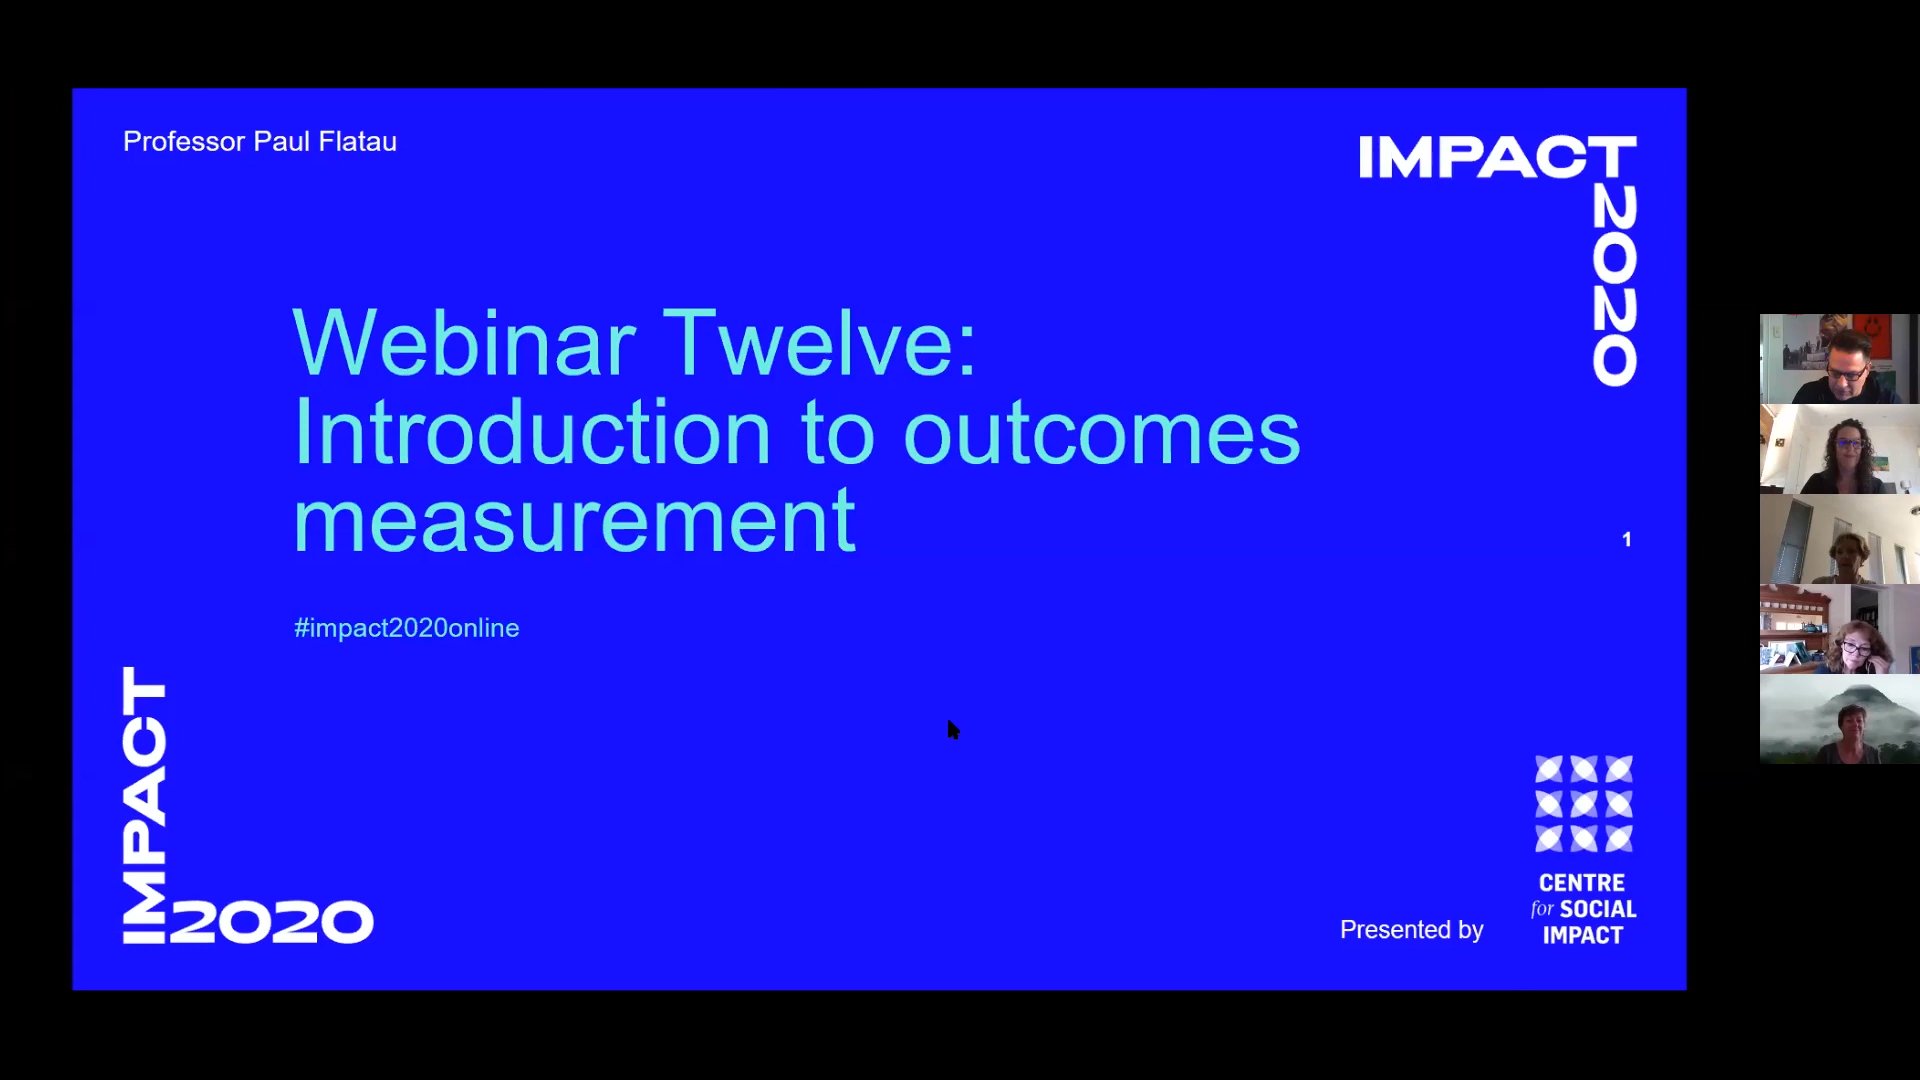 Professor Paul Flatau
IMPACT
2020
Webinar Twelve:
Introduction to outcomes
measurement
1
#impact2020online
IMPACT
2020
Presented by
CENTRE
for SOCIAL
IMPACT